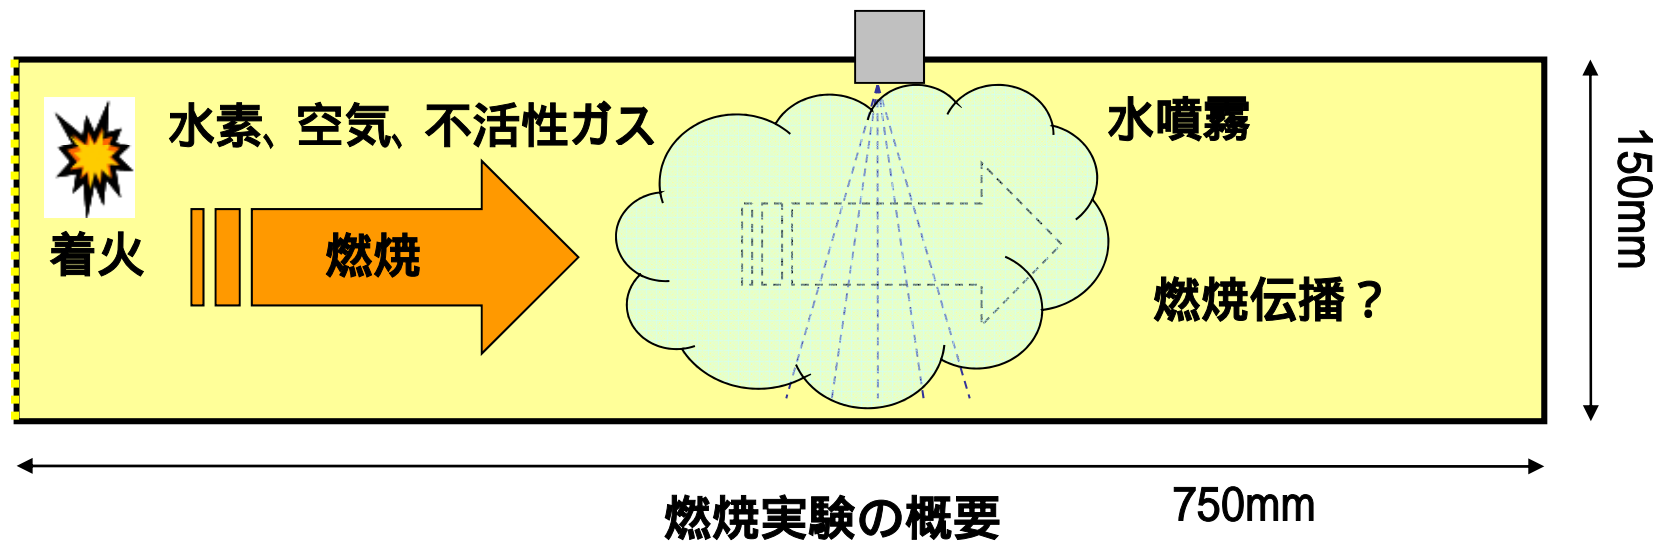 水素、空気、不活性ガス
水噴霧
着火
燃焼
燃焼伝播？
150mm
750mm
燃焼実験の概要